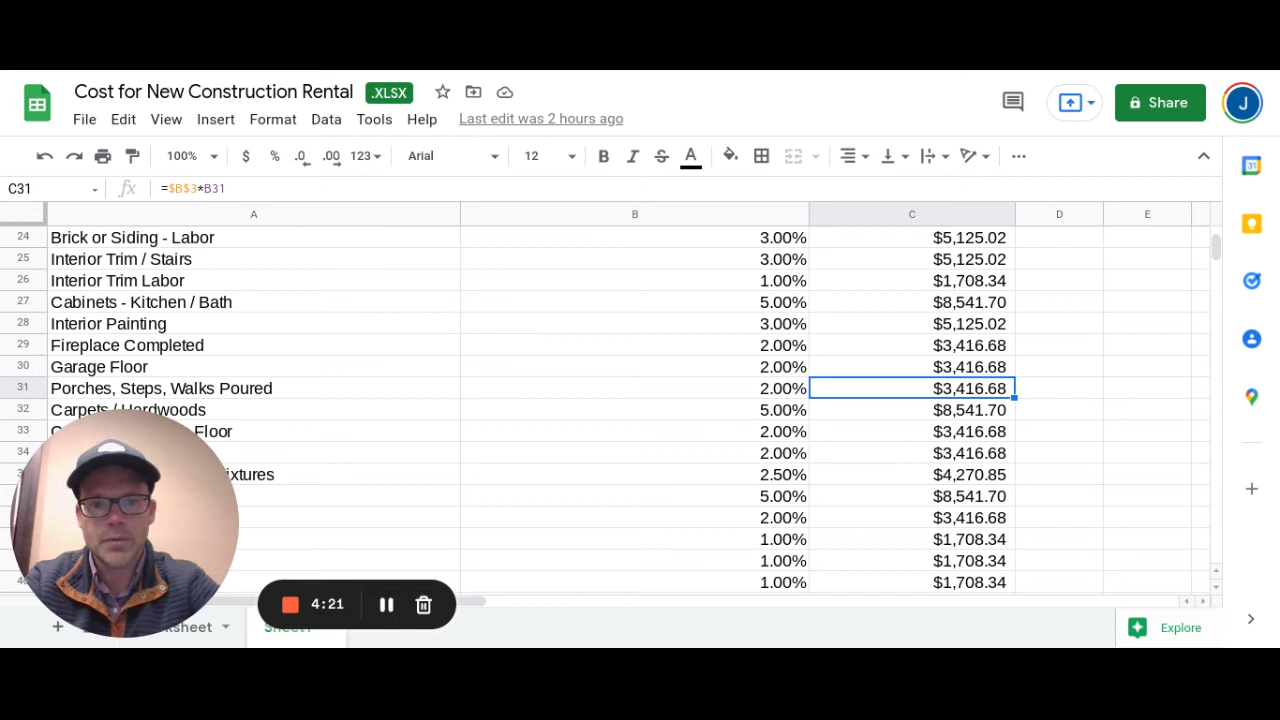 Cost for New Construction Rental .XLSX
File Edit View Insert Format Data Tools Help Last edit was 2 hours ago
Share
J
100% $ % .0 .00 123 Arial 12 B I S A
C31 fx =$B$3*B31
A B C D E
24 Brick or Siding - Labor 3.00% $5,125.02
25 Interior Trim / Stairs 3.00% $5,125.02
26 Interior Trim Labor 1.00% $1,708.34
27 Cabinets - Kitchen / Bath 5.00% $8,541.70
28 Interior Painting 3.00% $5,125.02
29 Fireplace Completed 2.00% $3,416.68
30 Garage Floor 2.00% $3,416.68
31 Porches, Steps, Walks Poured 2.00% $3,416.68
32 Carpets / Hardwoods 5.00% $8,541.70
33 Floor 2.00% $3,416.68
34 2.00% $3,416.68
2.50% $4,270.85
5.00% $8,541.70
2.00% $3,416.68
1.00% $1,708.34
1.00% $1,708.34
1.00% $1,708.34
4:21
Explore
31